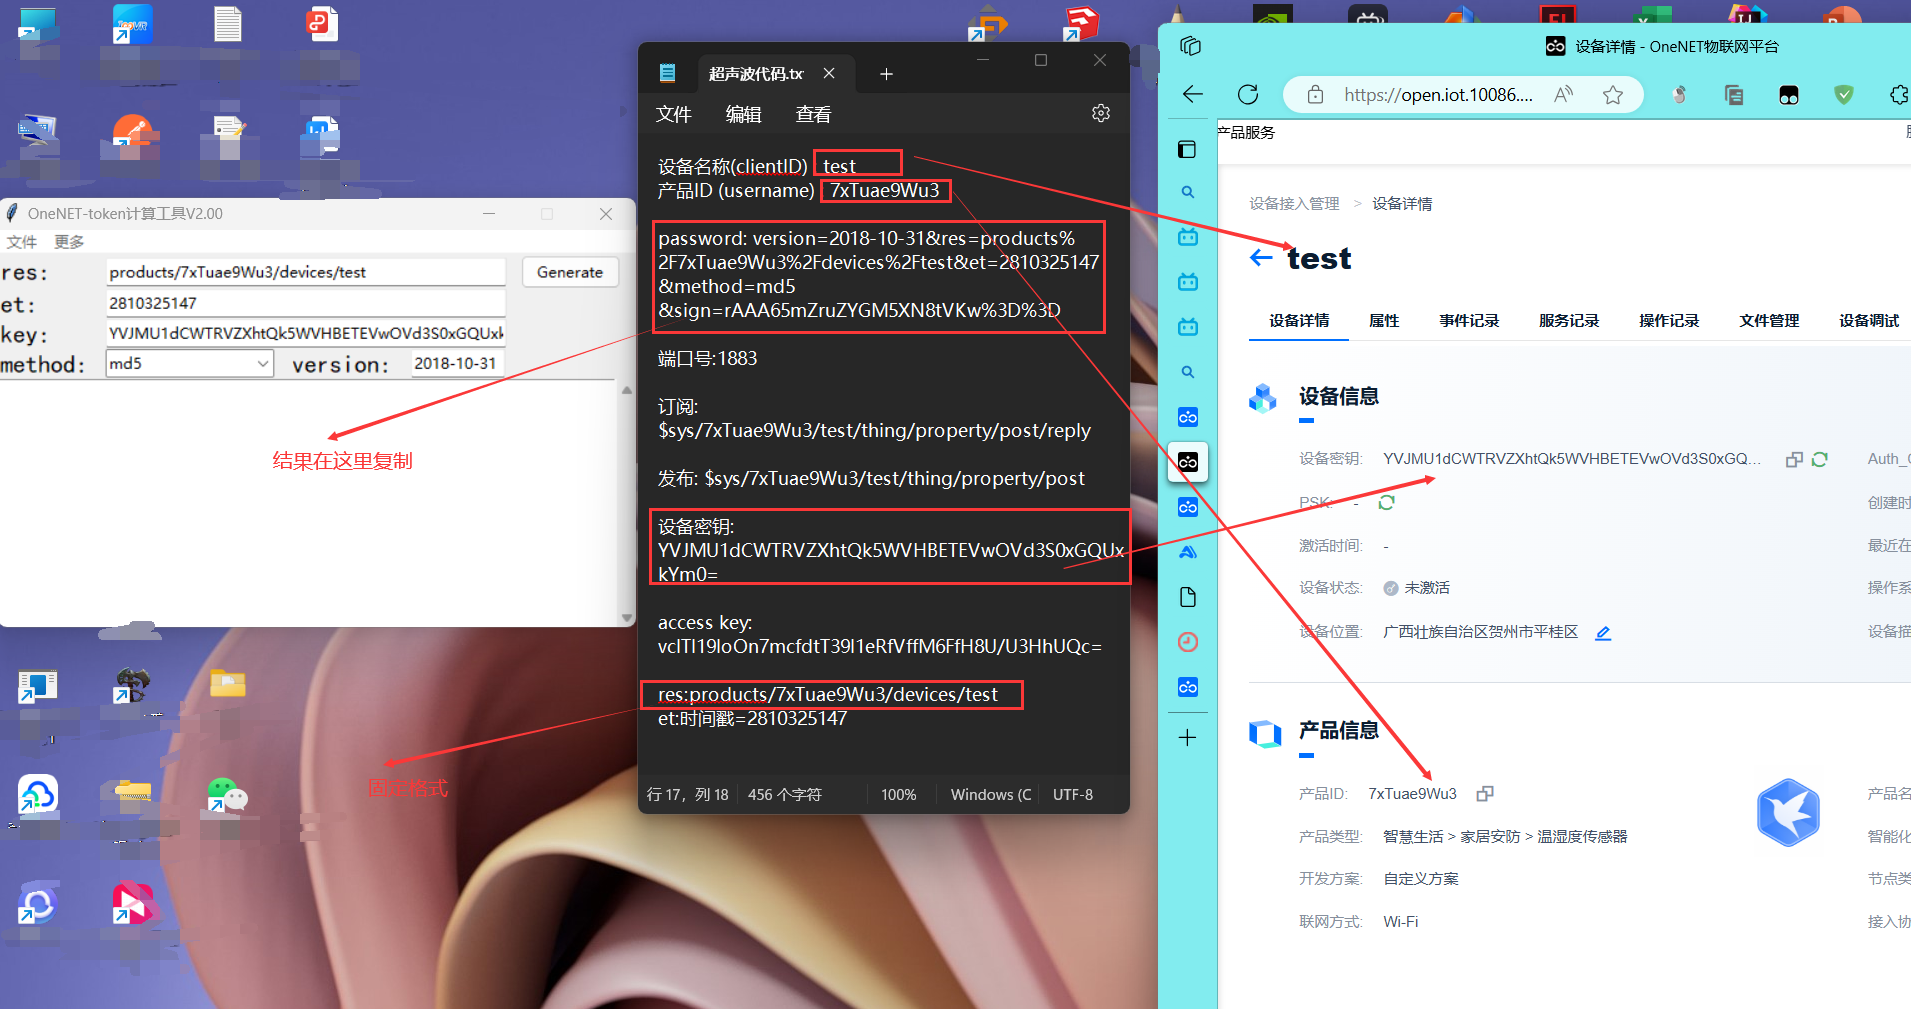 OneNET-token计算工具V2.00
文件 更多
res: products/7xTuae9Wu3/devices/test Generate
et: 2810325147
key: YVJMU1dCWTRVZXhtQk5WVHBETEVwOVd3S0xGQUxk
method: md5 version: 2018-10-31
结果在这里复制
固定格式
超声波代码.tx
文件 编辑 查看
设备名称(clientID) test
产品ID (username) 7xTuae9Wu3
password: version=2018-10-31&res=products%
2F7xTuae9Wu3%2Fdevices%2Ftest&et=2810325147
&method=md5
&sign=rAAA65mZruZYGM5XN8tVKw%3D%3D
端口号:1883
订阅:
$sys/7xTuae9Wu3/test/thing/property/post/reply
发布: $sys/7xTuae9Wu3/test/thing/property/post
设备密钥:
YVJMU1dCWTRVZXhtQk5WVHBETEVwOVd3S0xGQUx
kYm0=
access key:
vclTl19loOn7mcfdtT39l1eRfVffM6FfH8U/U3HhUQc=
res:products/7xTuae9Wu3/devices/test
et:时间戳=2810325147
行 17, 列 18 456 个字符 100% Windows (C UTF-8
设备详情 - OneNET物联网平台
https://open.iot.10086....
产品服务
设备接入管理 > 设备详情
test
设备详情 属性 事件记录 服务记录 操作记录 文件管理 设备调试
设备信息
设备密钥: YVJMU1dCWTRVZXhtQk5WVHBETEVwOVd3S0xGQ... Auth_
PSK: - 创建时
激活时间: - 最近在
设备状态: 未激活 操作系
设备位置: 广西壮族自治区贺州市平桂区 设备描
产品信息
产品ID: 7xTuae9Wu3 产品名
产品类型: 智慧生活 > 家居安防 > 温湿度传感器 智能化
开发方案: 自定义方案 节点类
联网方式: Wi-Fi 接入协